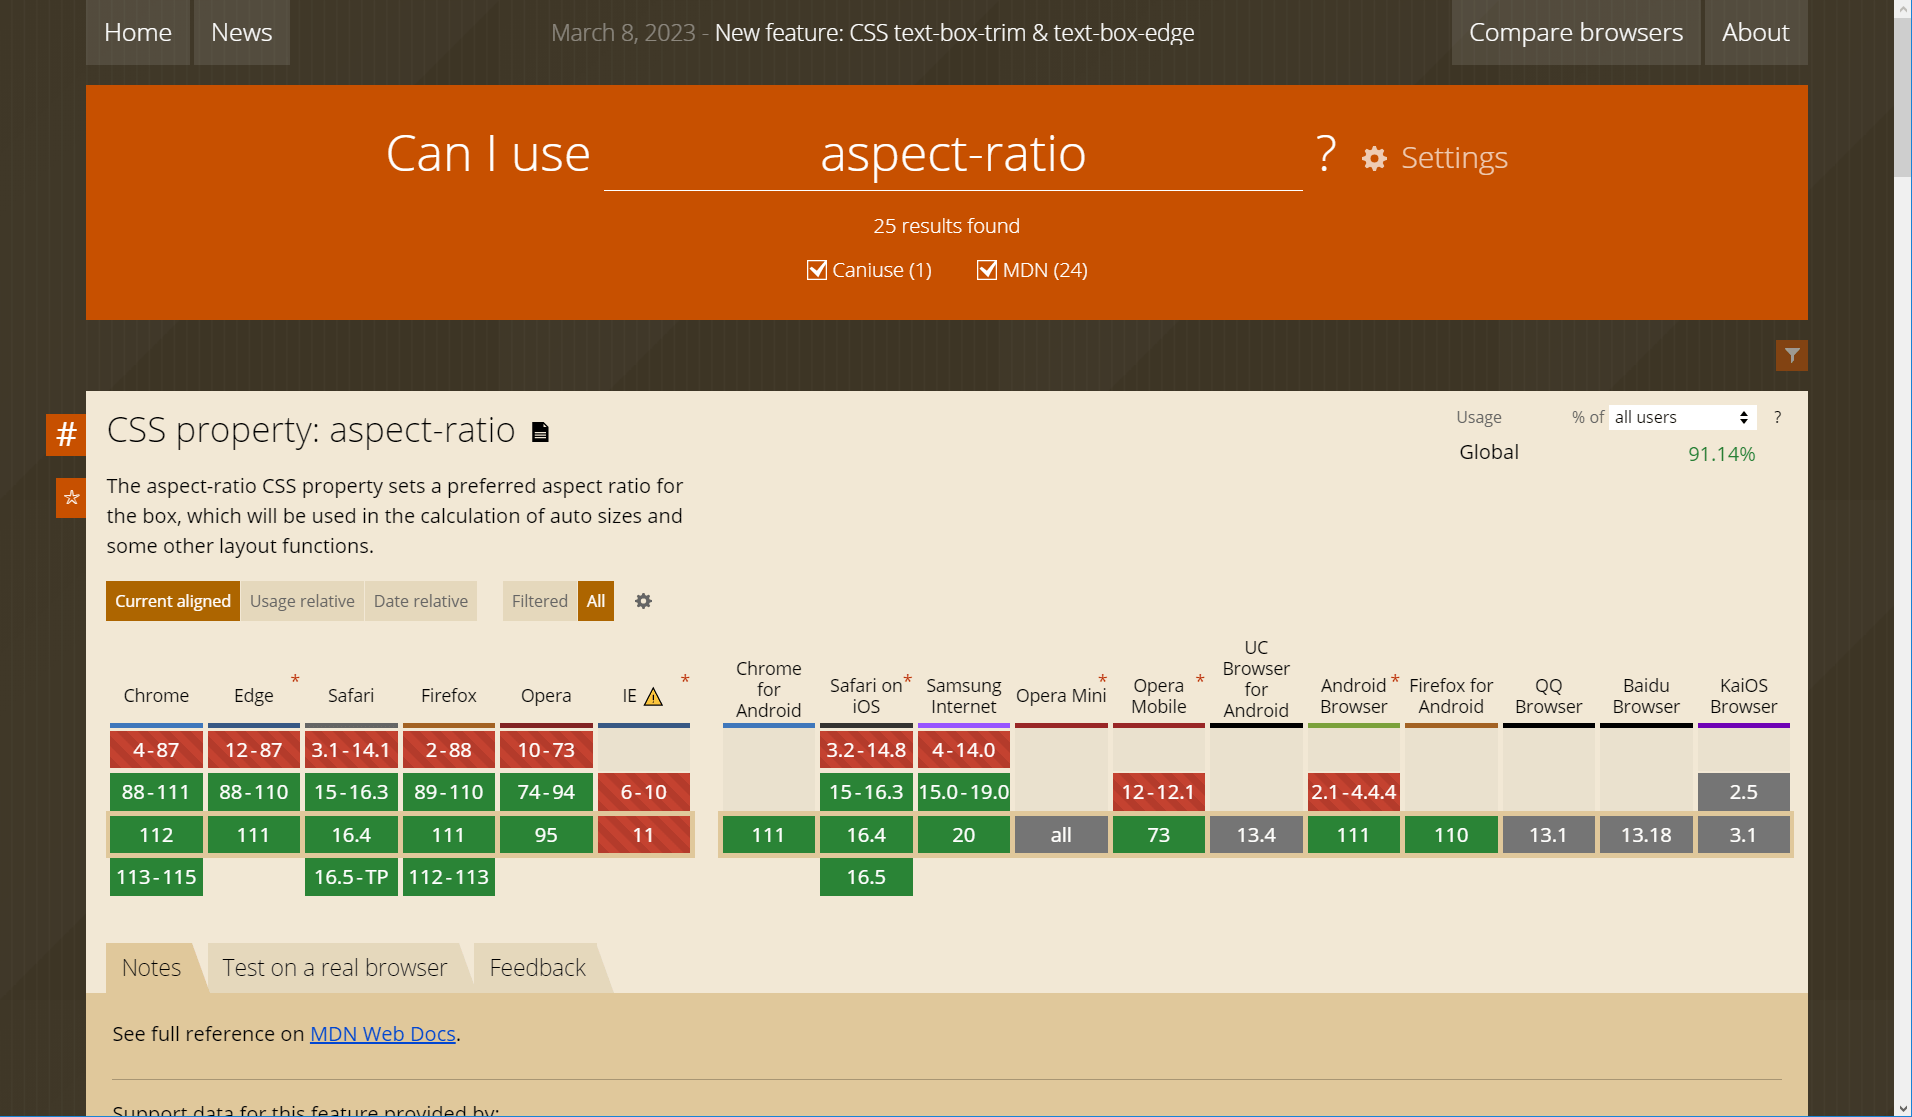 Home
News
March 8, 2023 - New feature: CSS text-box-trim & text-box-edge
Compare browsers
About
Can I use
aspect-ratio
?
Settings
25 results found
Caniuse (1)
MDN (24)
#
CSS property: aspect-ratio
Usage
% of
all users
?
Global
91.14%
The aspect-ratio CSS property sets a preferred aspect ratio for
the box, which will be used in the calculation of auto sizes and
some other layout functions.
Current aligned
Usage relative
Date relative
Filtered
All
Chrome
Edge *
Safari
Firefox
Opera
IE *
Chrome
for
Android
Safari on *
iOS
Samsung
Internet
Opera Mini *
Opera *
Mobile
UC
Browser
for
Android
Android *
Browser
Firefox for
Android
QQ
Browser
Baidu
Browser
KaiOS
Browser
4-87 12-87 3.1-14.1 2-88 10-73 3.2-14.8 4-14.0
88-111 88-110 15-16.3 89-110 74-94 6-10 15-16.3 15.0-19.0 12-12.1 2.1-4.4.4 2.5
112 111 16.4 111 95 11 111 16.4 20 all 73 13.4 111 110 13.1 13.18 3.1
113-115 16.5-TP 112-113 16.5
Notes
Test on a real browser
Feedback
See full reference on MDN Web Docs.
Support data for this feature provided by: